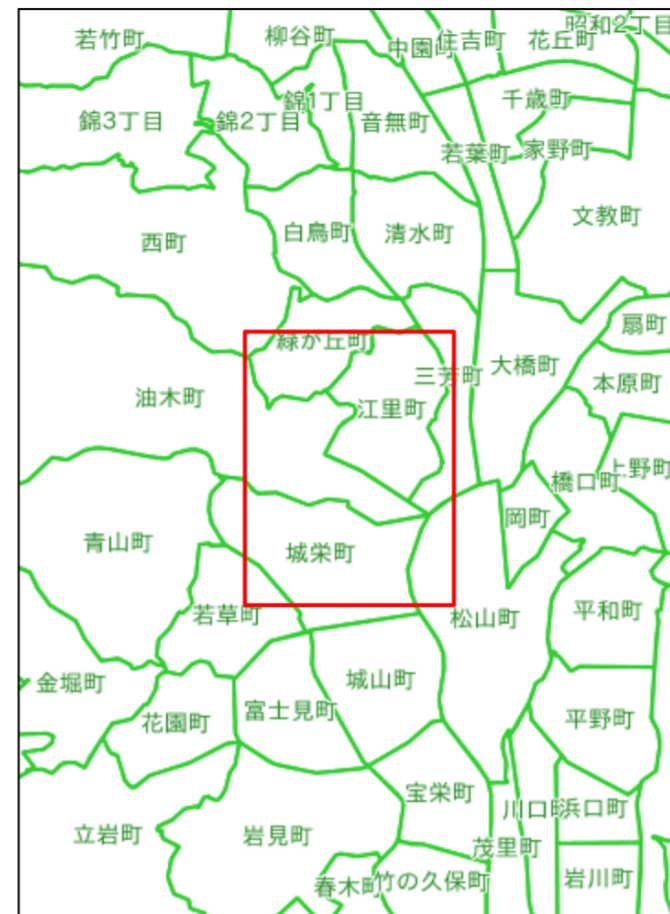 昭和2丁目
若竹町
柳谷町
中園町
住吉町
花丘町
錦3丁目
錦2丁目
錦1丁目
音無町
千歳町
若葉町
家野町
西町
白鳥町
清水町
文教町
扇町
緑が丘町
大橋町
三芳町
本原町
油木町
江里町
橋口町
上野町
岡町
青山町
城栄町
若草町
松山町
平和町
金堀町
城山町
花園町
富士見町
平野町
宝栄町
川口町
浜口町
立岩町
岩見町
茂里町
春木町
竹の久保町
岩川町